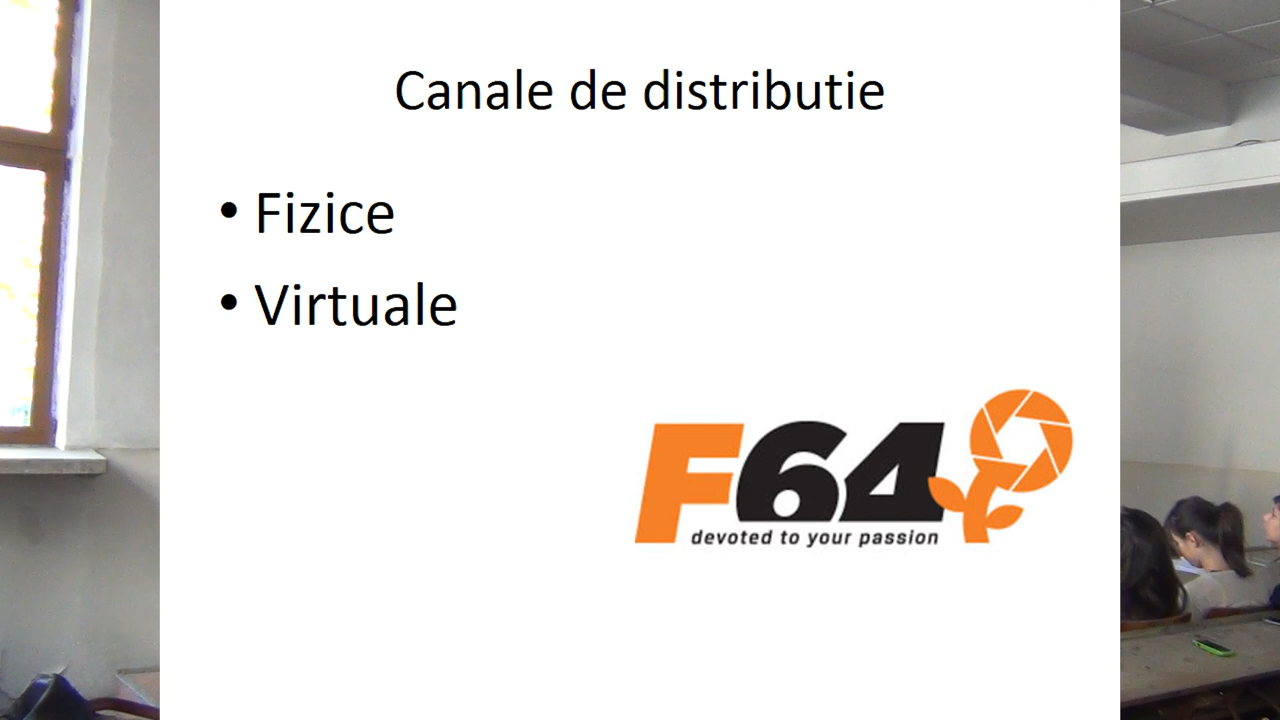 Canale de distributie
• Fizice
• Virtuale
F64
devoted to your passion